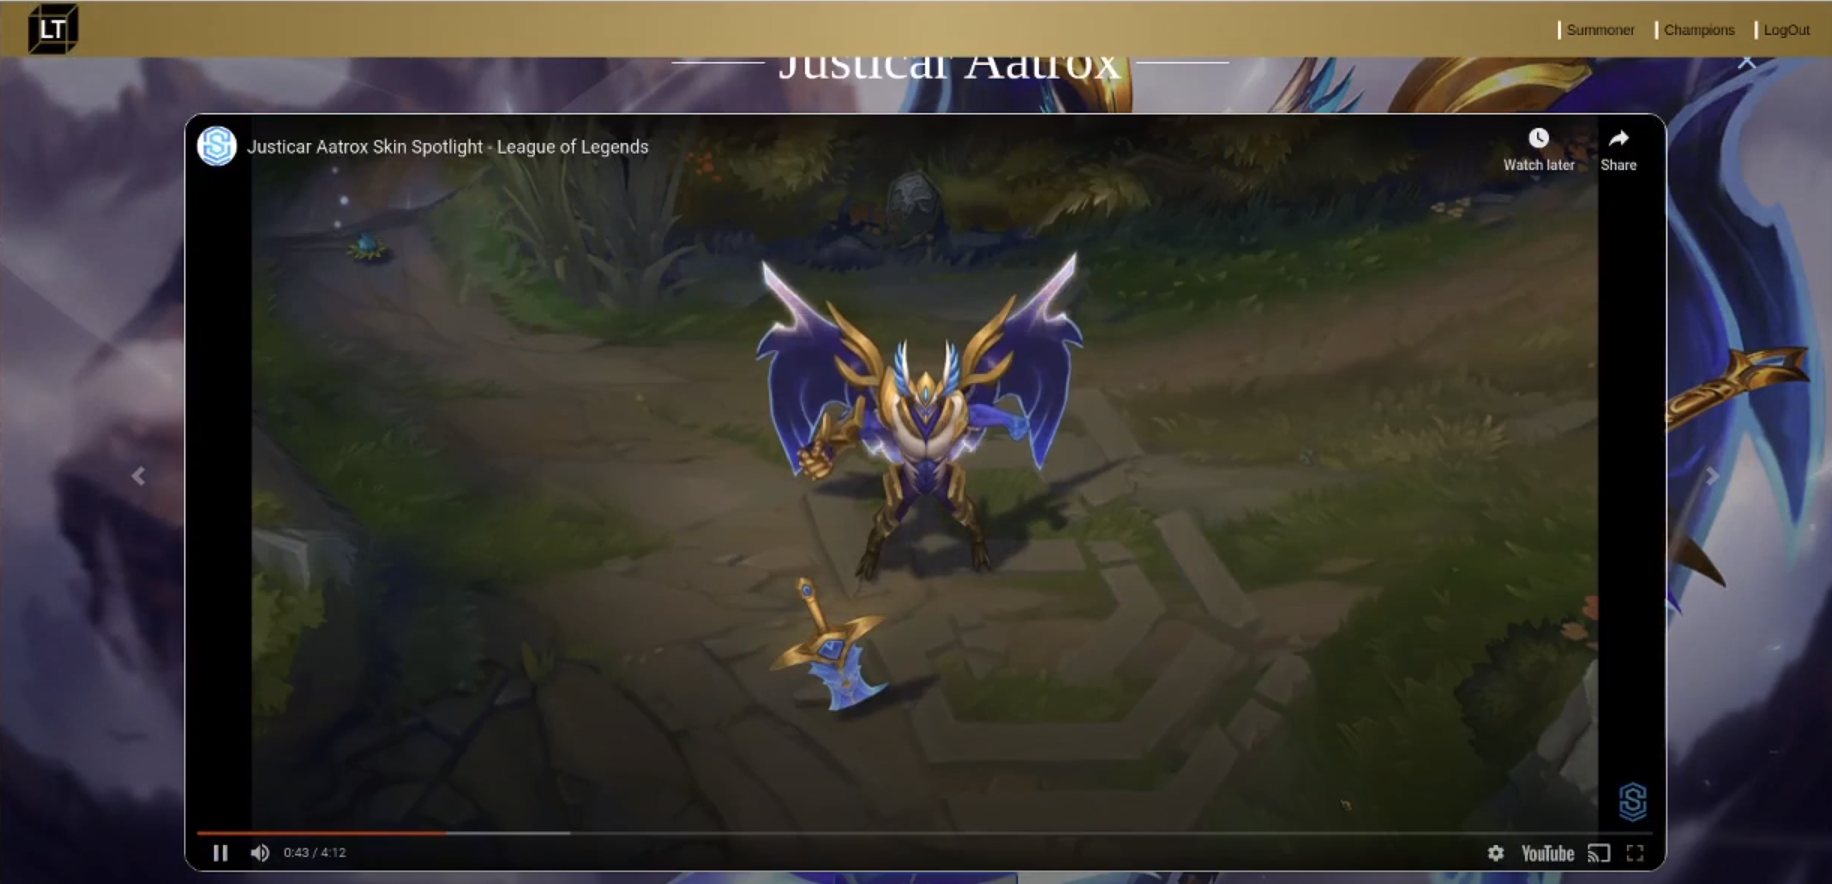 LT
Summoner
Champions
LogOut
Justicar Aatrox
Justicar Aatrox Skin Spotlight - League of Legends
Watch later
Share
0:43 / 4:12
YouTube